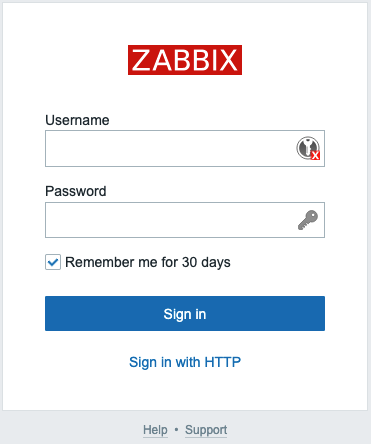 ZABBIX
Username
Password
Remember me for 30 days
Sign in
Sign in with HTTP
Help • Support